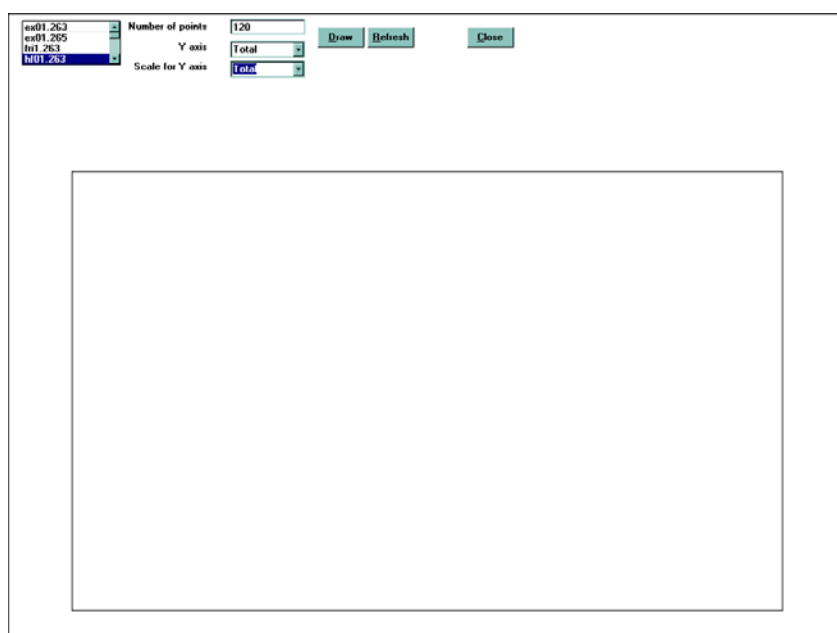 ex01.263
ex01.265
fri1.263
hf01.263
Number of points 120
Y axis Total
Scale for Y axis Total
Draw Refresh Close